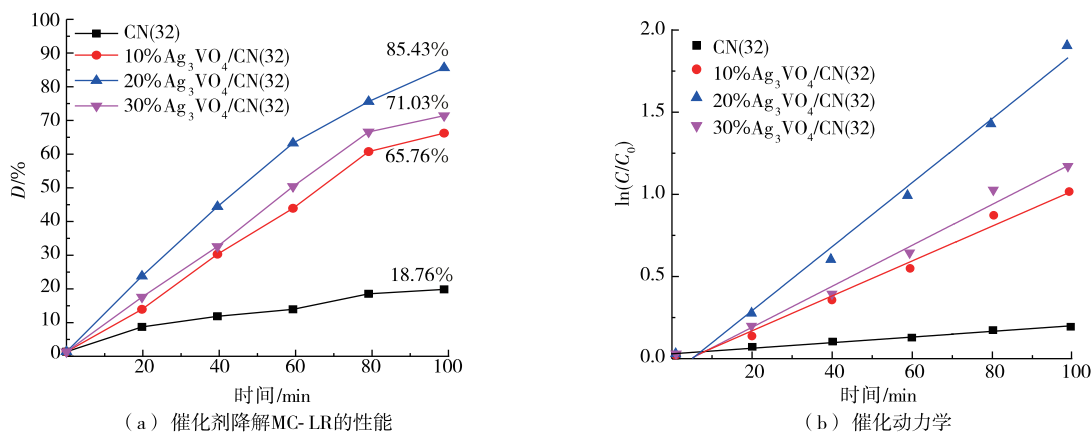 100
90
80
70
60
50
40
30
20
10
0
D/%
CN(32)
10%Ag₃VO₄/CN(32)
20%Ag₃VO₄/CN(32)
30%Ag₃VO₄/CN(32)
85.43%
71.03%
65.76%
18.76%
20 40 60 80 100
时间/min
（a）催化剂降解MC-LR的性能
2.0
1.5
1.0
0.5
0.0
ln(C/C₀)
CN(32)
10%Ag₃VO₄/CN(32)
20%Ag₃VO₄/CN(32)
30%Ag₃VO₄/CN(32)
20 40 60 80 100
时间/min
（b）催化动力学